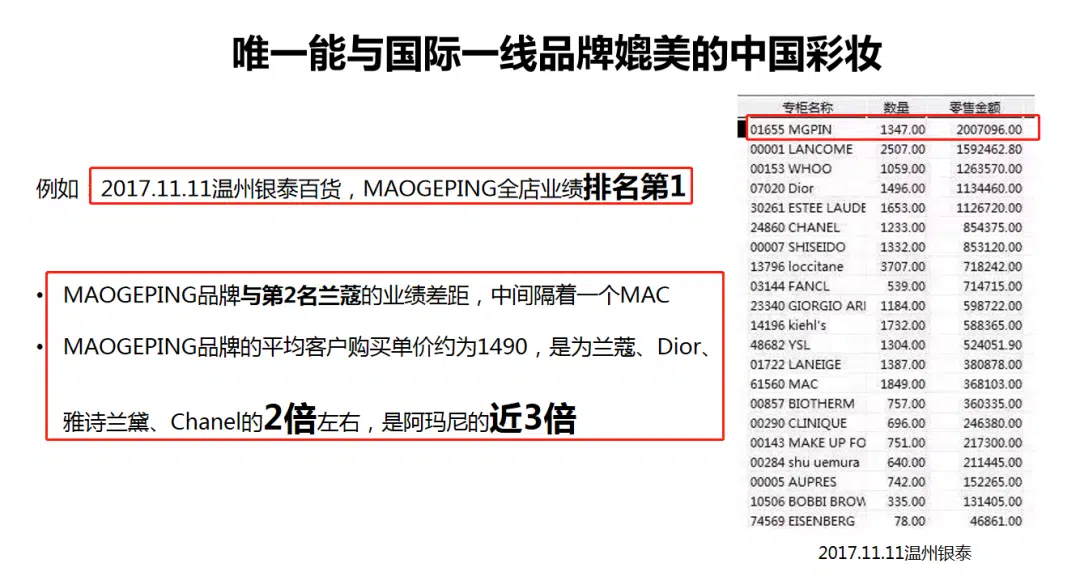 唯一能与国际一线品牌媲美的中国彩妆
例如：2017.11.11温州银泰百货，MAOGEPING全店业绩排名第1
• MAOGEPING品牌与第2名兰蔻的业绩差距，中间隔着一个MAC
• MAOGEPING品牌的平均客户购买单价约为1490，是为兰蔻、Dior、
雅诗兰黛、Chanel的2倍左右，是阿玛尼的近3倍
专柜名称 数量 零售金额
01655 MGPIN 1347.00 2007096.00
00001 LANCOME 2507.00 1592462.80
00153 WHOO 1059.00 1263570.00
07020 Dior 1496.00 1134460.00
30261 ESTEE LAUDE 1653.00 1126720.00
24860 CHANEL 1233.00 854375.00
00007 SHISEIDO 1332.00 853120.00
13796 loccitane 3707.00 718242.00
03144 FANCL 539.00 714715.00
23340 GIORGIO ARI 1184.00 598722.00
14196 kiehl's 1732.00 588365.00
48682 YSL 1304.00 524051.90
01722 LANEIGE 1387.00 380878.00
61560 MAC 1849.00 368103.00
00857 BIOTHERM 757.00 360335.00
00290 CLINIQUE 696.00 246380.00
00143 MAKE UP FO 751.00 217300.00
00284 shu uemura 640.00 211445.00
00005 AUPRES 742.00 152265.00
10506 BOBBI BROW 335.00 131405.00
74569 EISENBERG 78.00 46861.00
2017.11.11温州银泰